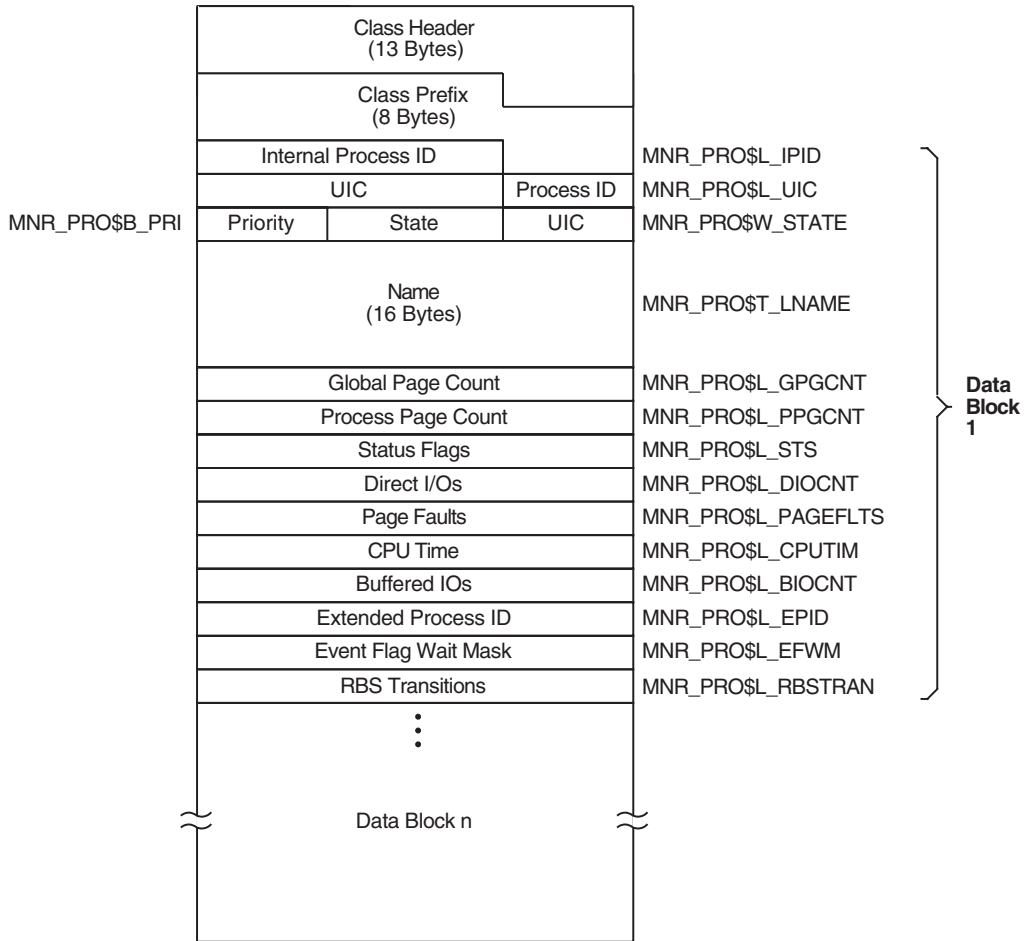 Class Header
(13 Bytes)
Class Prefix
(8 Bytes)
Internal Process ID MNR_PRO$L_IPID
UIC Process ID MNR_PRO$L_UIC
MNR_PRO$B_PRI Priority State UIC MNR_PRO$W_STATE
Name
(16 Bytes)
MNR_PRO$T_LNAME
Global Page Count MNR_PRO$L_GPGCNT
Process Page Count MNR_PRO$L_PPGCNT
Status Flags MNR_PRO$L_STS
Direct I/Os MNR_PRO$L_DIOCNT
Page Faults MNR_PRO$L_PAGEFLTS
CPU Time MNR_PRO$L_CPUTIM
Buffered IOs MNR_PRO$L_BIOCNT
Extended Process ID MNR_PRO$L_EPID
Event Flag Wait Mask MNR_PRO$L_EFWM
RBS Transitions MNR_PRO$L_RBSTRAN
Data
Block
1
Data Block n